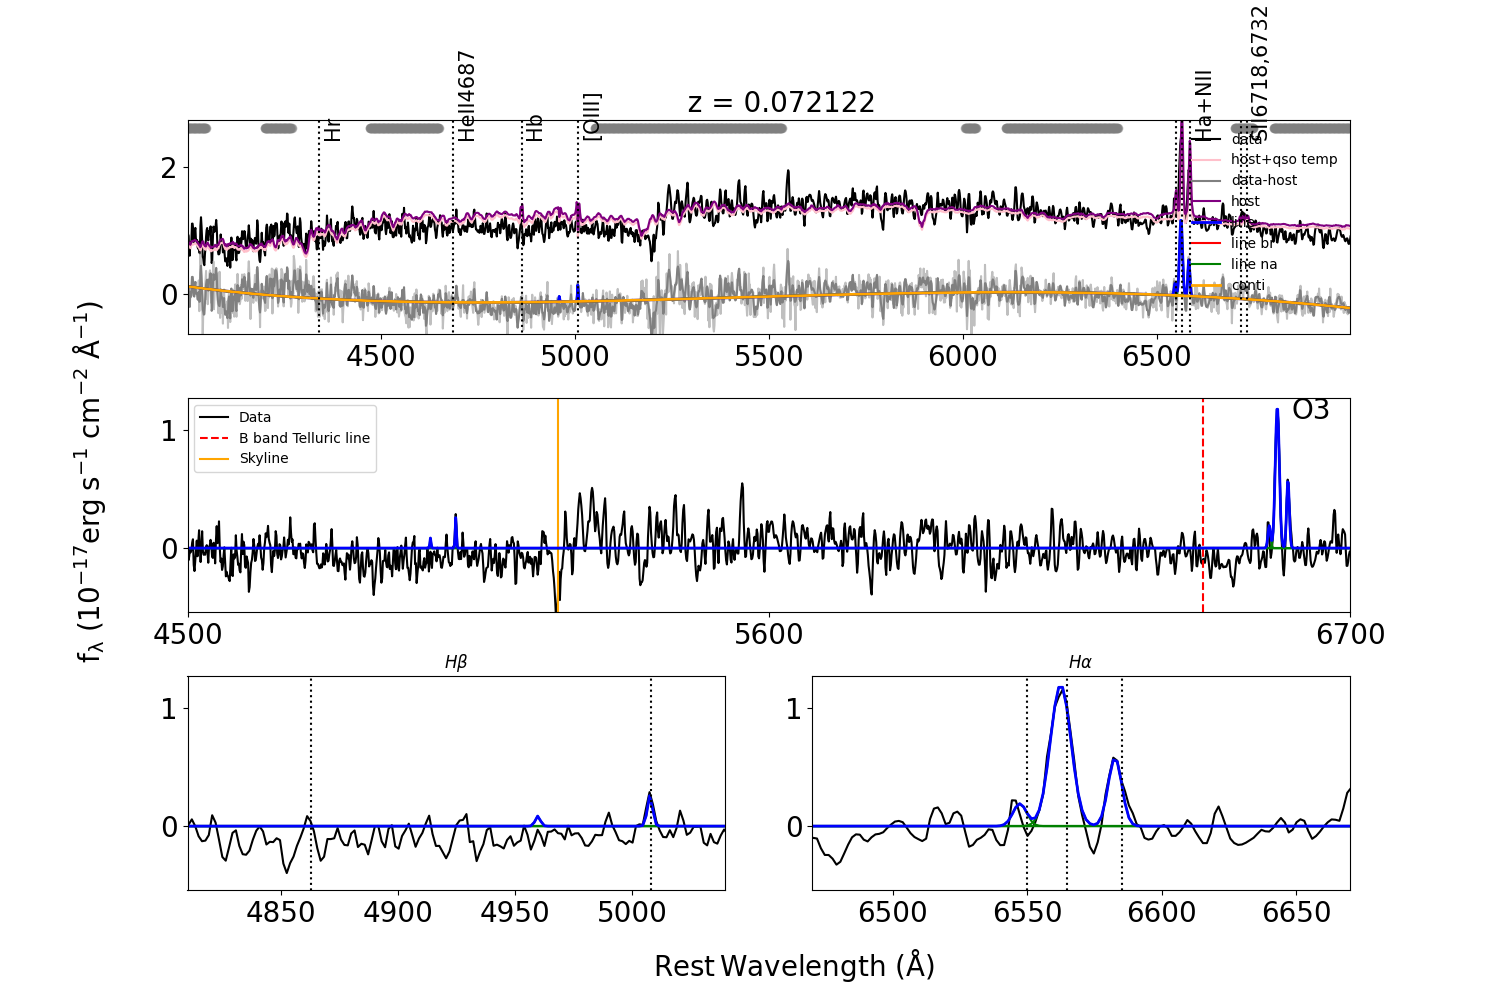 z = 0.072122
Hr
HeII4687
Hb
[OIII]
Ha+NII
SII6718,6732
data
host+qso temp
data-host
host
line br
line na
conti
2
0
4500
5000
5500
6000
6500
Data
B band Telluric line
Skyline
O3
1
0
4500
5600
6700
fλ (10⁻¹⁷erg s⁻¹ cm⁻² Å⁻¹)
Hβ
1
0
4850
4900
4950
5000
Hα
1
0
6500
6550
6600
6650
Rest Wavelength (Å)